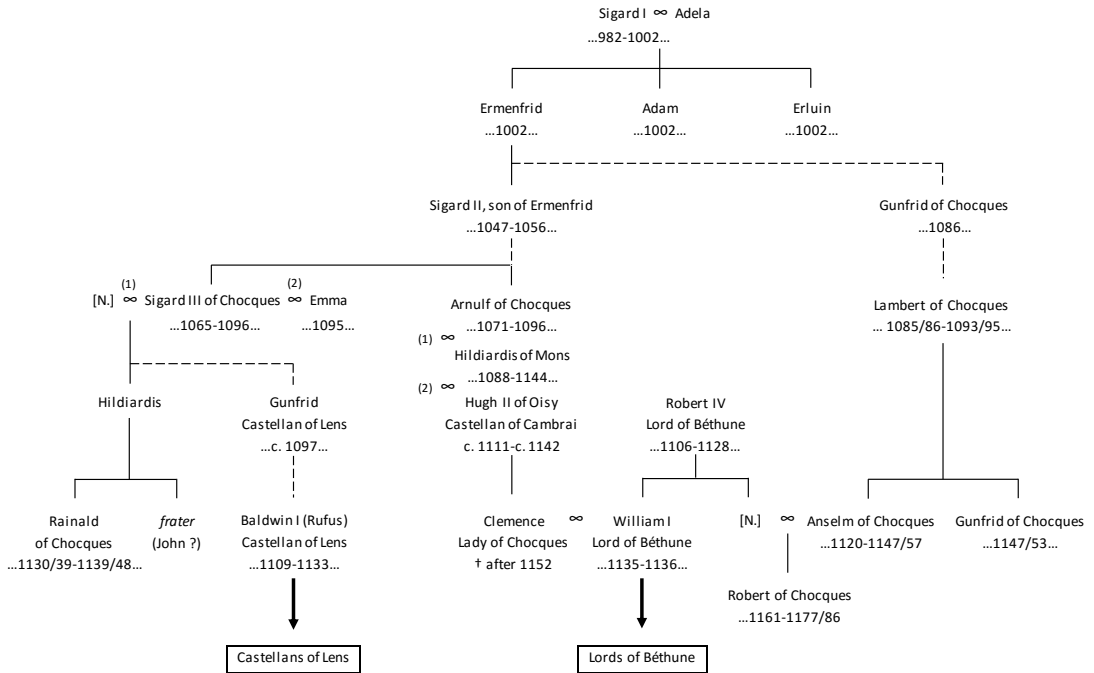 Sigard I ∞ Adela
…982-1002…
Ermenfrid Adam Erluin
…1002… …1002… …1002…
Sigard II, son of Ermenfrid Gunfrid of Chocques
…1047-1056… …1086…
(1) (2)
[N.] ∞ Sigard III of Chocques ∞ Emma Arnulf of Chocques Lambert of Chocques
…1065-1096… …1095… …1071-1096… … 1085/86-1093/95…
(1) ∞
Hildiardis of Mons
…1088-1144…
(2) ∞
Hildiardis Gunfrid Hugh II of Oisy Robert IV
Castellan of Lens Castellan of Cambrai Lord of Béthune
…c. 1097… c. 1111-c. 1142 …1106-1128…
Rainald frater Baldwin I (Rufus) Clemence ∞ William I [N.] ∞ Anselm of Chocques Gunfrid of Chocques
of Chocques (John ?) Castellan of Lens Lady of Chocques Lord of Béthune …1120-1147/57 …1147/53…
…1130/39-1139/48… …1109-1133… † after 1152 …1135-1136…
Robert of Chocques
…1161-1177/86
Castellans of Lens Lords of Béthune